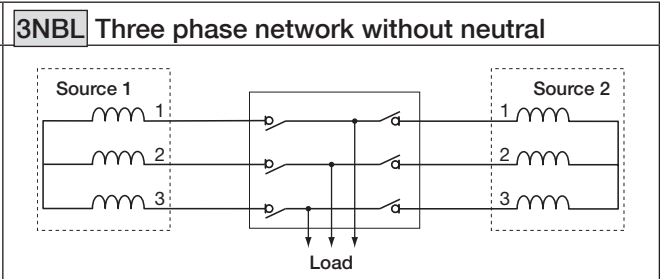 3NBL Three phase network without neutral
Source 1 Source 2
1 1
2 2
3 3
Load